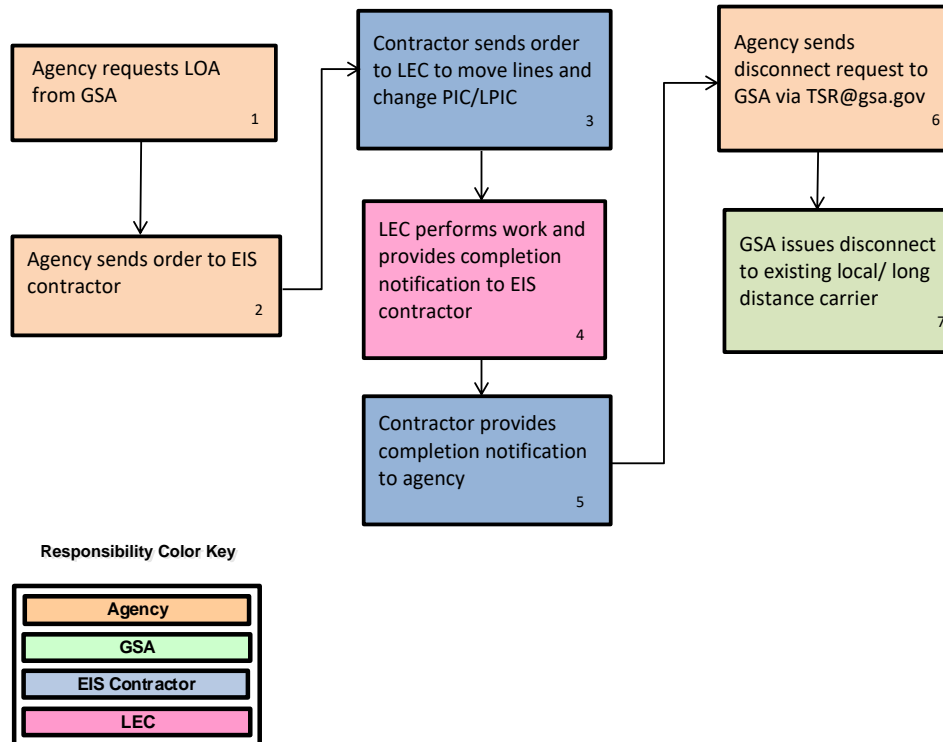 Agency requests LOA
from GSA
1
Agency sends order to EIS
contractor
2
Contractor sends order
to LEC to move lines and
change PIC/LPIC
3
LEC performs work and
provides completion
notification to EIS
contractor
4
Contractor provides
completion notification
to agency
5
Agency sends
disconnect request to
GSA via TSR@gsa.gov
6
GSA issues disconnect
to existing local/ long
distance carrier
7
Responsibility Color Key
Agency
GSA
EIS Contractor
LEC